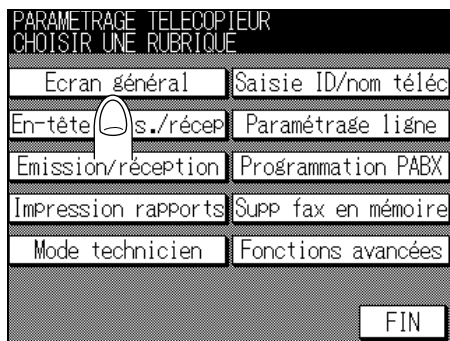 PARAMETRAGE TELECOPIEUR
CHOISIR UNE RUBRIQUE
Ecran général Saisie ID/nom téléc
En-tête s./récep Paramétrage ligne
Emission/réception Programmation PABX
Impression rapports Supp fax en mémoire
Mode technicien Fonctions avancées
FIN